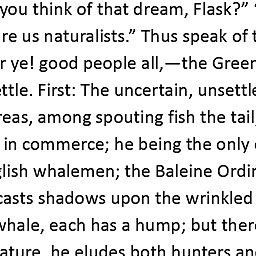 you think of that dream, Flask?”
re us naturalists.” Thus speak of
r ye! good people all,—the Green
ttle. First: The uncertain, unsettle
reas, among spouting fish the tail
in commerce; he being the only
glish whalemen; the Baleine Ordin
casts shadows upon the wrinkled
whale, each has a hump; but ther
ature, he eludes both hunters an